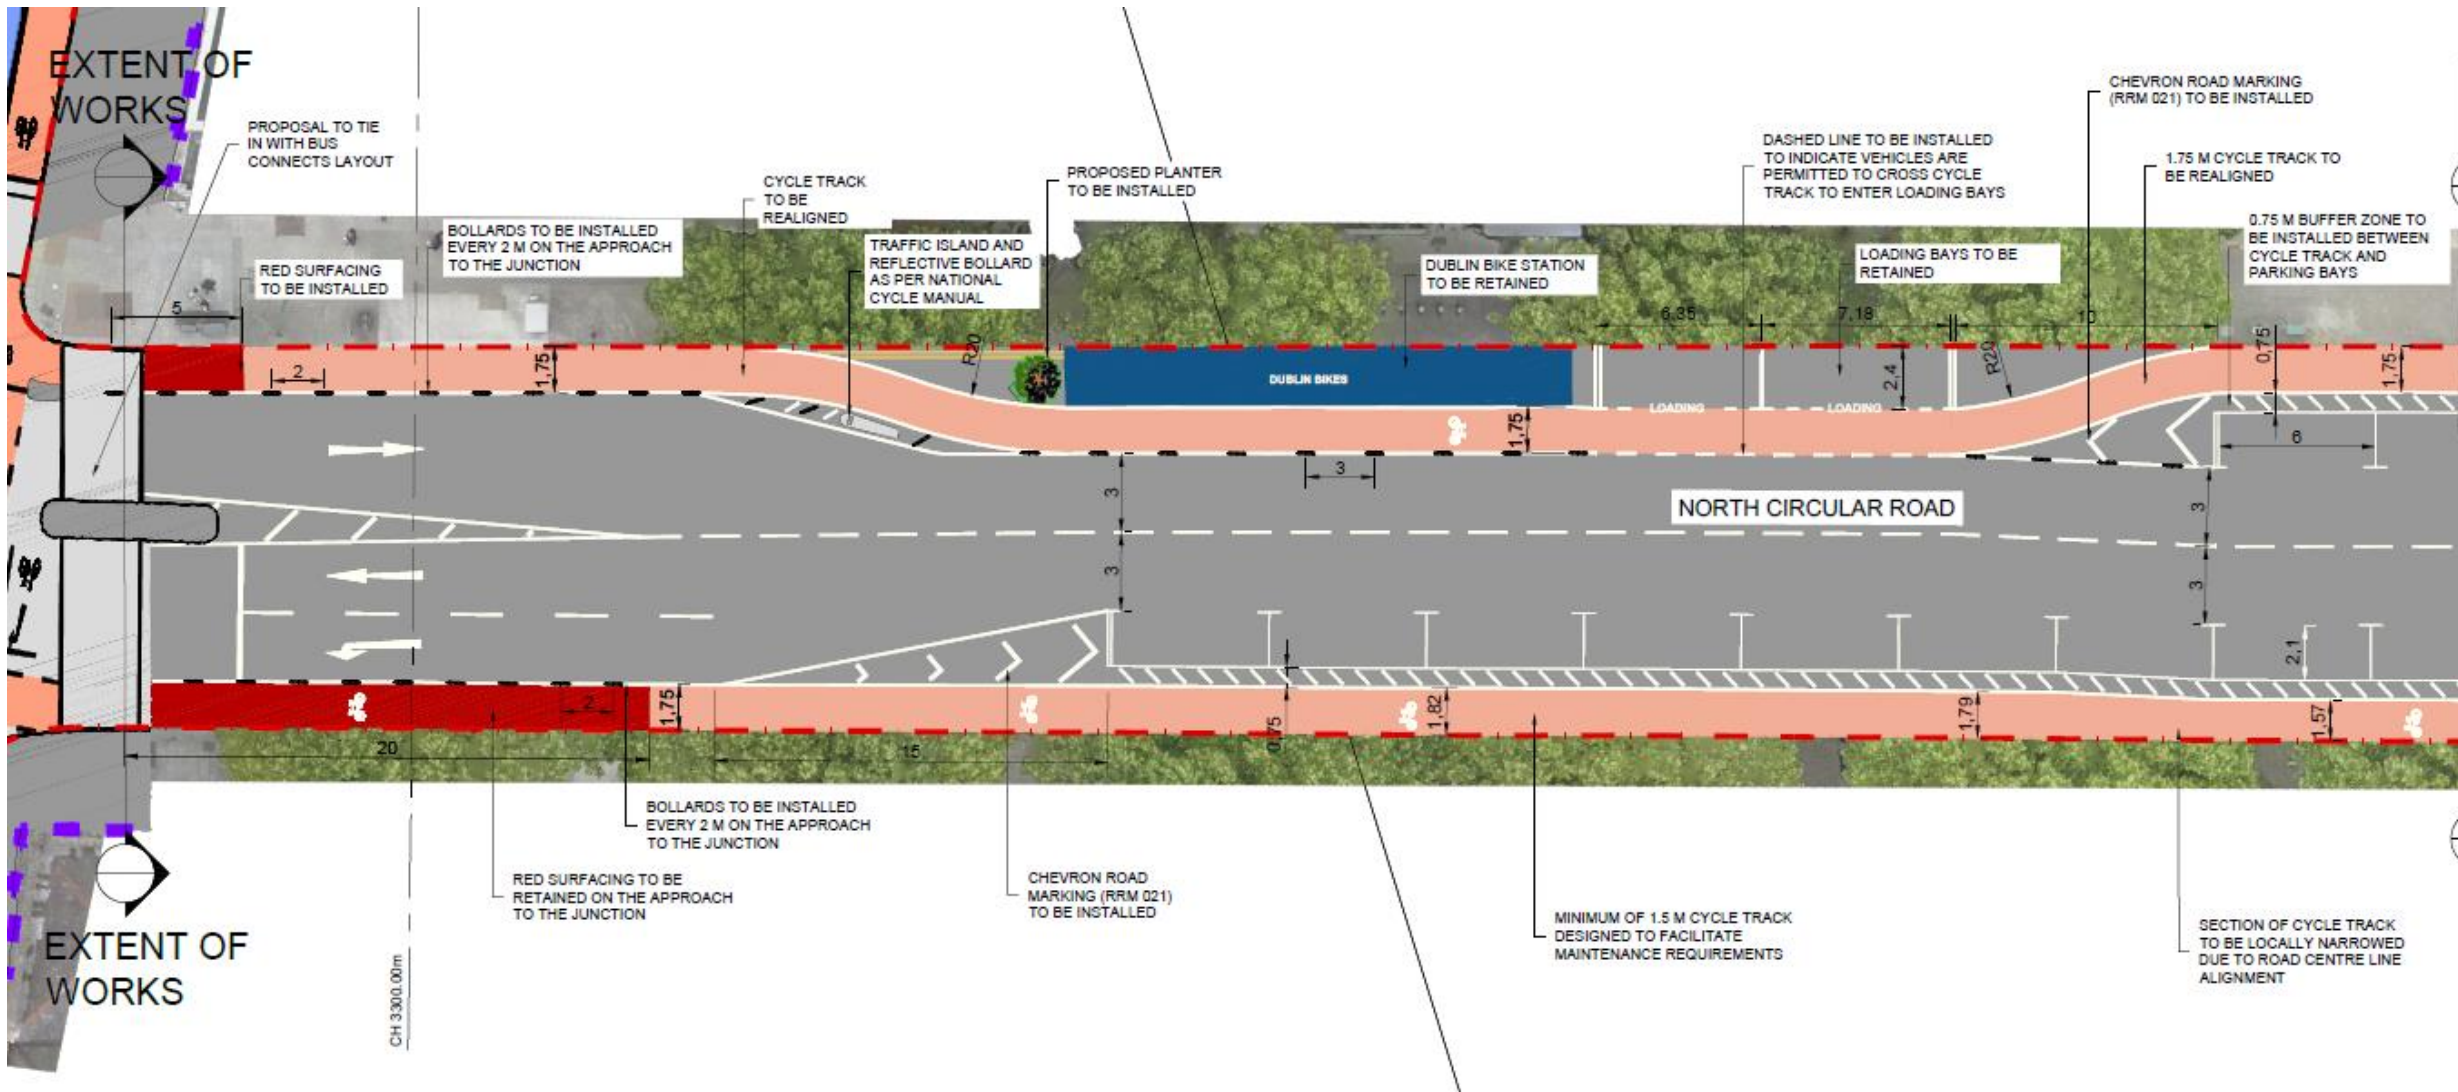 EXTENT OF
WORKS
PROPOSAL TO TIE
IN WITH BUS
CONNECTS LAYOUT
RED SURFACING
TO BE INSTALLED
BOLLARDS TO BE INSTALLED
EVERY 2 M ON THE APPROACH
TO THE JUNCTION
CYCLE TRACK
TO BE
REALIGNED
TRAFFIC ISLAND AND
REFLECTIVE BOLLARD
AS PER NATIONAL
CYCLE MANUAL
PROPOSED PLANTER
TO BE INSTALLED
DUBLIN BIKE STATION
TO BE RETAINED
DASHED LINE TO BE INSTALLED
TO INDICATE VEHICLES ARE
PERMITTED TO CROSS CYCLE
TRACK TO ENTER LOADING BAYS
LOADING BAYS TO BE
RETAINED
CHEVRON ROAD MARKING
(RRM 021) TO BE INSTALLED
1.75 M CYCLE TRACK TO
BE REALIGNED
0.75 M BUFFER ZONE TO
BE INSTALLED BETWEEN
CYCLE TRACK AND
PARKING BAYS
5
6,35
7,18
10
2
1,75
R20
DUBLIN BIKES
2,4
R20
0,75
1,75
LOADING
LOADING
1,75
6
3
3
NORTH CIRCULAR ROAD
3
3
3
2,1
2
1,75
0,75
1,82
1,79
1,57
20
15
BOLLARDS TO BE INSTALLED
EVERY 2 M ON THE APPROACH
TO THE JUNCTION
RED SURFACING TO BE
RETAINED ON THE APPROACH
TO THE JUNCTION
CHEVRON ROAD
MARKING (RRM 021)
TO BE INSTALLED
MINIMUM OF 1.5 M CYCLE TRACK
DESIGNED TO FACILITATE
MAINTENANCE REQUIREMENTS
SECTION OF CYCLE TRACK
TO BE LOCALLY NARROWED
DUE TO ROAD CENTRE LINE
ALIGNMENT
EXTENT OF
WORKS
CH 3300.00m